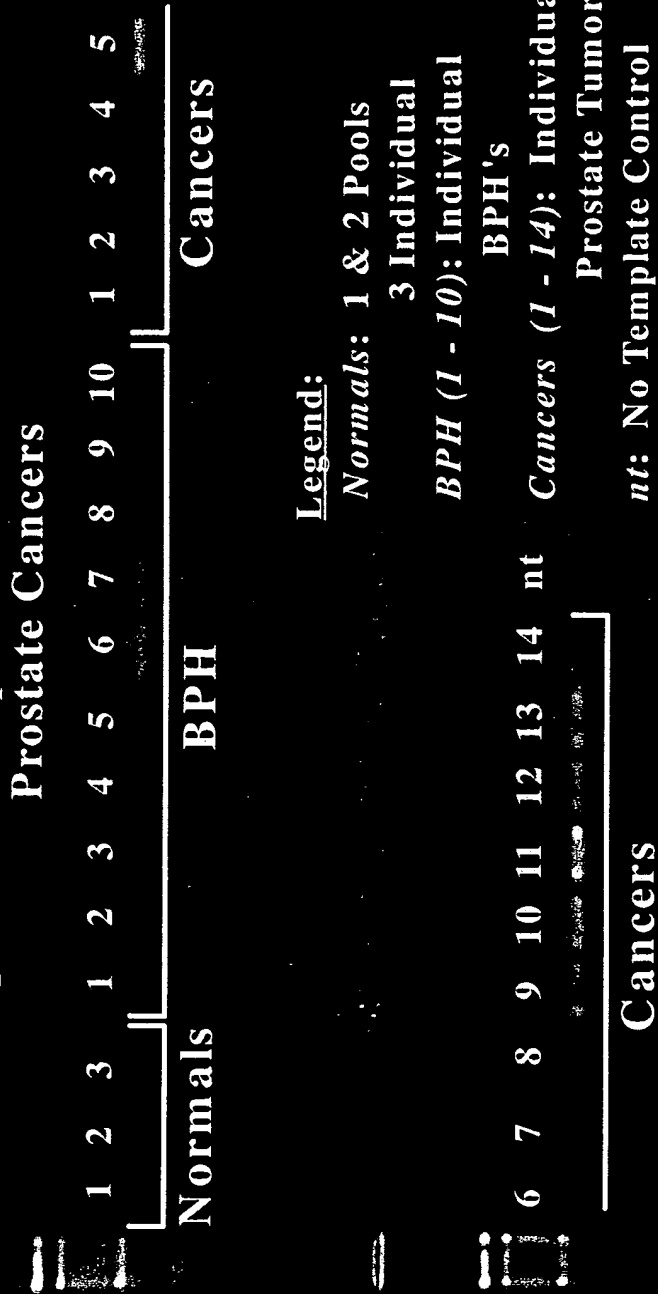 Prostate Cancers
1 2 3 1 2 3 4 5 6 7 8 9 10 1 2 3 4 5
Normals BPH Cancers
Legend:
Normals: 1 & 2 Pools
3 Individual
BPH (1 - 10): Individual
BPH's
6 7 8 9 10 11 12 13 14 nt
Cancers (1 - 14): Individua
Prostate Tumor
Cancers
nt: No Template Control